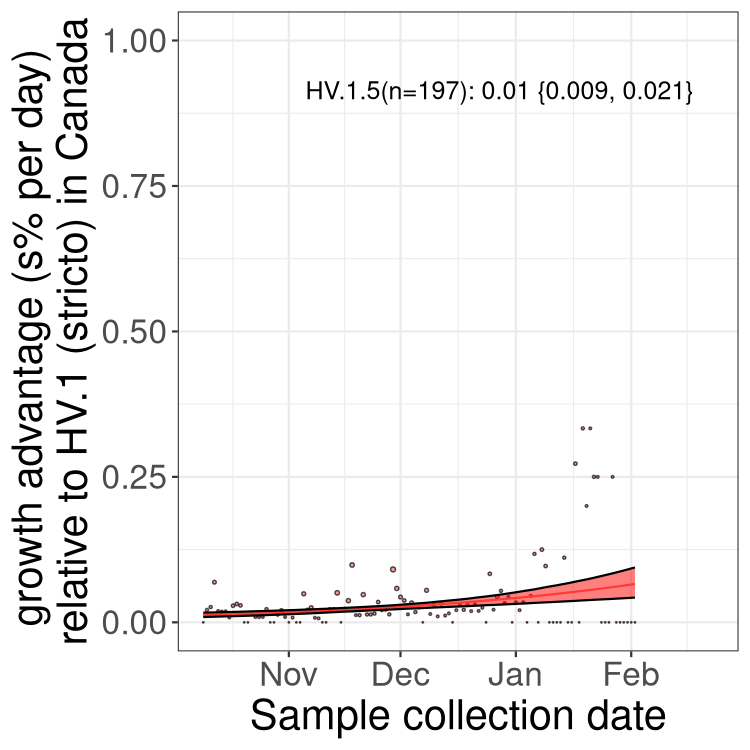 growth advantage (s% per day)
relative to HV.1 (stricto) in Canada
1.00
0.75
0.50
0.25
0.00
HV.1.5(n=197): 0.01 {0.009, 0.021}
Nov
Dec
Jan
Feb
Sample collection date